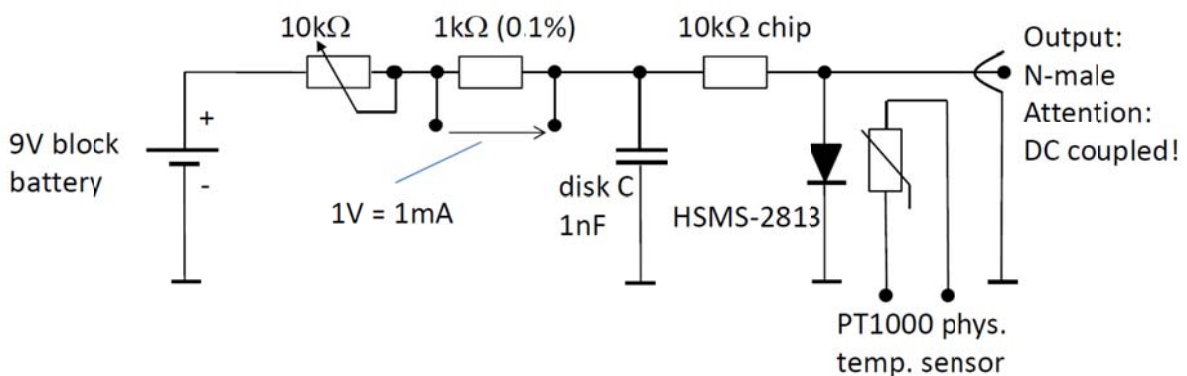 10kΩ
1kΩ (0.1%)
10kΩ chip
Output:
N-male
Attention:
DC coupled!
+
-
9V block
battery
1V = 1mA
disk C
1nF
HSMS-2813
PT1000 phys.
temp. sensor